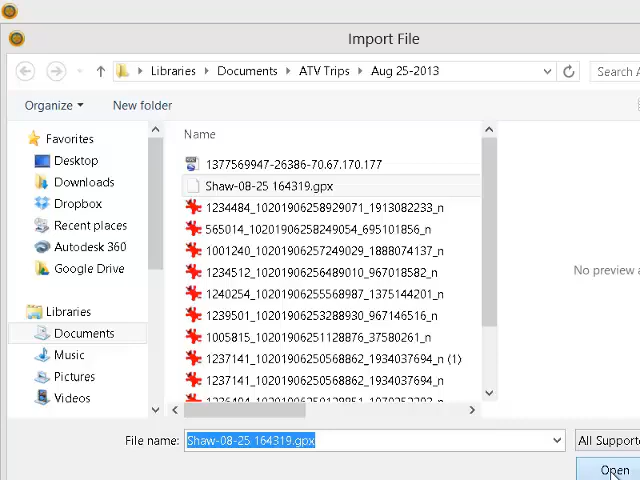 Import File
Libraries Documents ATV Trips Aug 25-2013
Search
Organize New folder
Name
Favorites
Desktop
Downloads
Dropbox
Recent places
Autodesk 360
Google Drive
Libraries
Documents
Music
Pictures
Videos
1377569947-26386-70.67.170.177
Shaw-08-25 164319.gpx
1234484_10201906258929071_1913082233_n
565014_10201906258249054_695101856_n
1001240_10201906257249029_1888074137_n
1234512_10201906256489010_967018582_n
1240254_10201906255568987_1375144201_n
1239501_10201906253288930_967146516_n
1005815_10201906251128876_37580261_n
1237141_10201906250568862_1934037694_n (1)
1237141_10201906250568862_1934037694_n
No preview
File name: Shaw-08-25 164319.gpx
All Support
Open